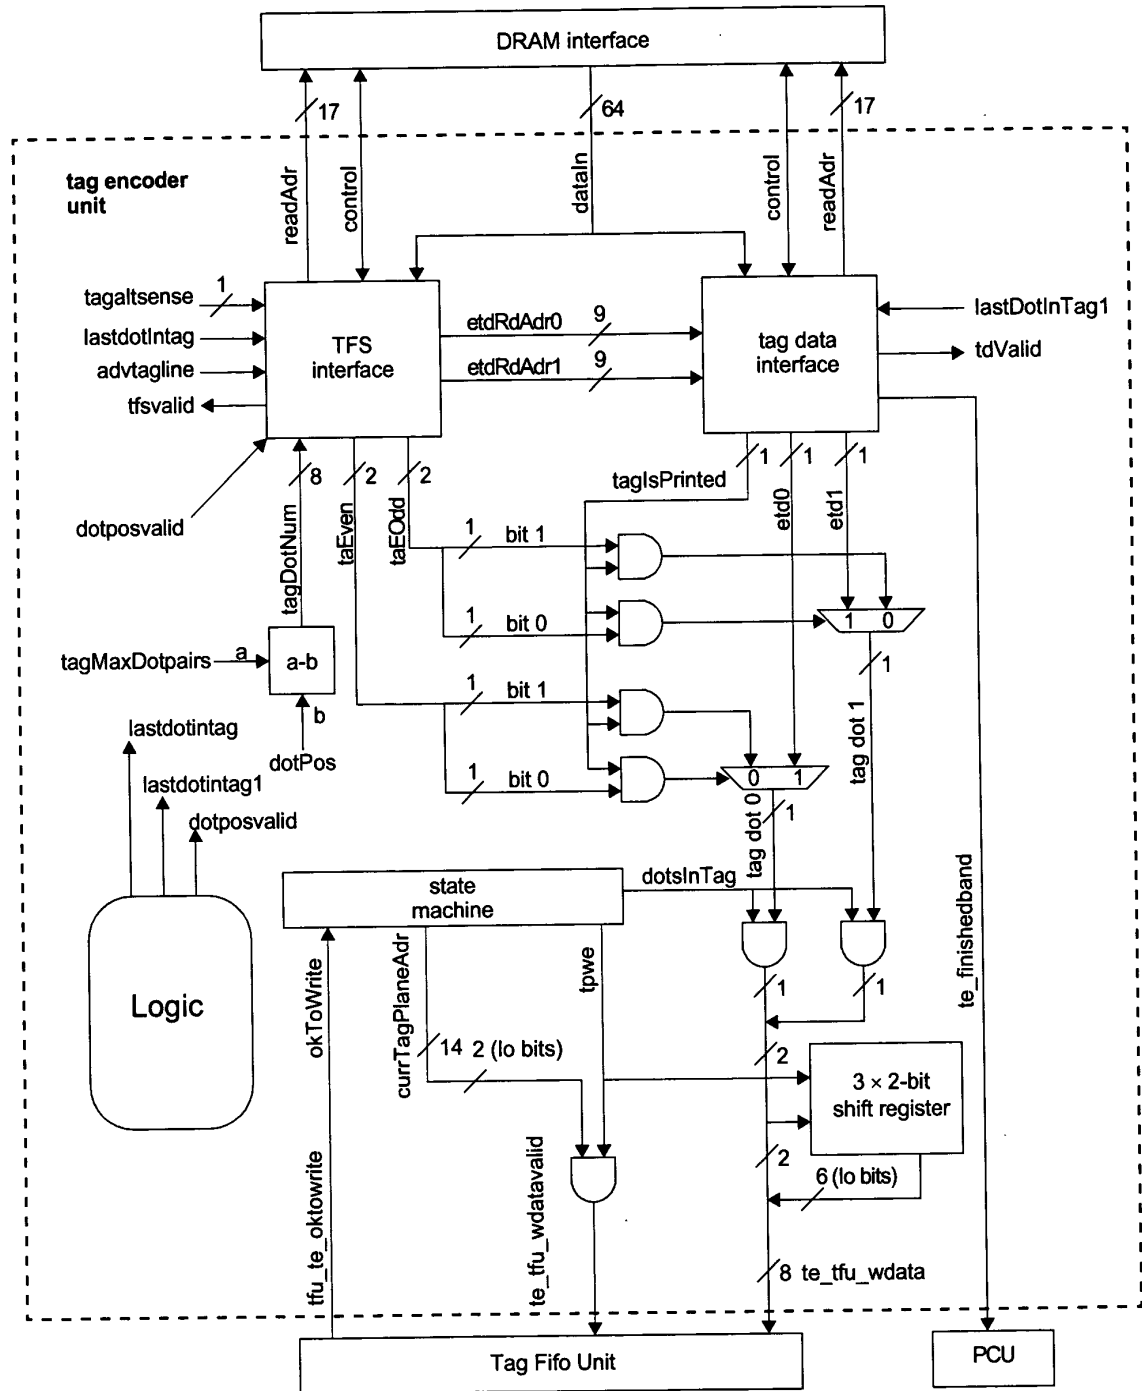 DRAM interface
17
64
17
tag encoder
unit
readAdr
control
dataIn
control
readAdr
tagaltsense
1
lastdotIntag
advtagline
tfsvalid
TFS
interface
etdRdAdr0
9
etdRdAdr1
9
tag data
interface
lastDotInTag1
tdValid
dotposvalid
8
2
2
tagDotNum
taEven
taEOdd
tagIsPrinted
1
1
1
etd0
etd1
1
bit 1
1
bit 0
1 0
1
tagMaxDotpairs
a
a-b
b
dotPos
1
bit 1
1
bit 0
0 1
1
tag dot 0
tag dot 1
lastdotintag
lastdotintag1
dotposvalid
Logic
state
machine
dotsInTag
okToWrite
currTagPlaneAdr
tpwe
14
2 (lo bits)
1
1
2
3 × 2-bit
shift register
2
6 (lo bits)
te_finishedband
tfu_te_oktowrite
te_tfu_wdatavalid
8 te_tfu_wdata
Tag Fifo Unit
PCU